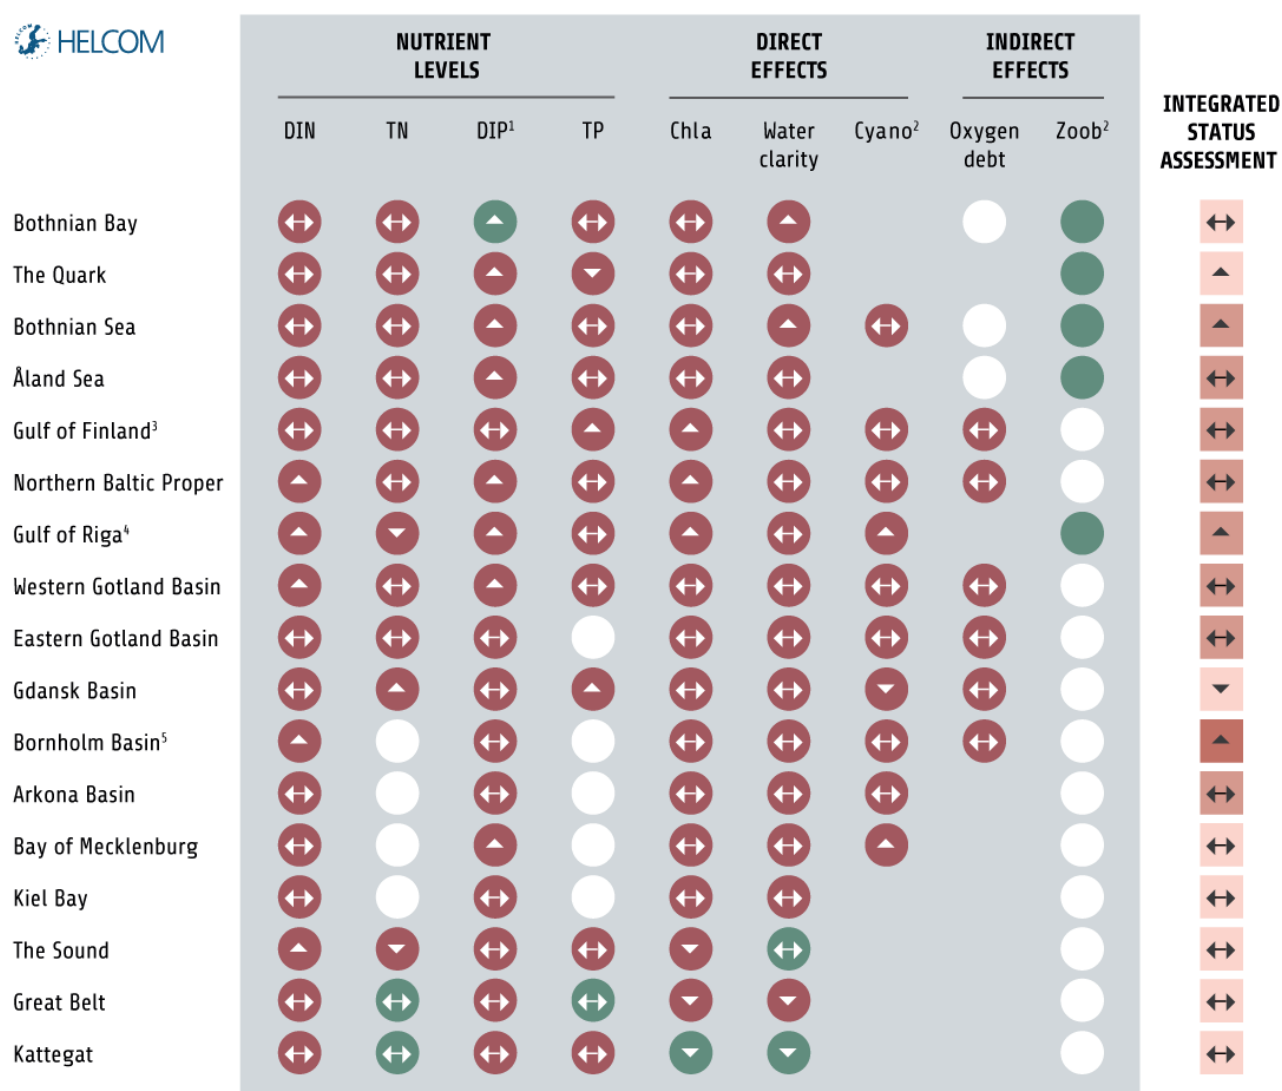 HELCOM
NUTRIENT
LEVELS
DIRECT
EFFECTS
INDIRECT
EFFECTS
INTEGRATED
STATUS
ASSESSMENT
DIN
TN
DIP¹
TP
Chla
Water
clarity
Cyano²
Oxygen
debt
Zoob²
Bothnian Bay
The Quark
Bothnian Sea
Åland Sea
Gulf of Finland³
Northern Baltic Proper
Gulf of Riga⁴
Western Gotland Basin
Eastern Gotland Basin
Gdansk Basin
Bornholm Basin⁵
Arkona Basin
Bay of Mecklenburg
Kiel Bay
The Sound
Great Belt
Kattegat